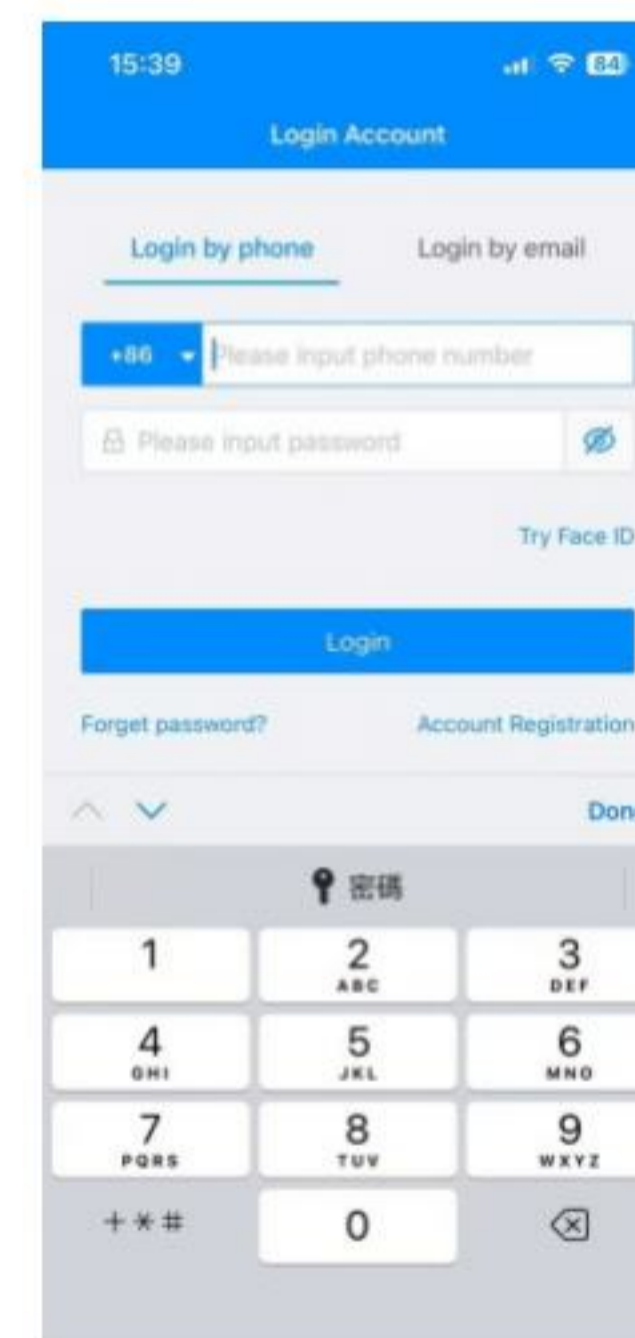 15:39 84
Login Account
Login by phone Login by email
+86 Please input phone number
Please input password
Try Face ID
Login
Forget password? Account Registration
Don
密碼
1 2 3
ABC DEF
4 5 6
GHI JKL MNO
7 8 9
PQRS TUV WXYZ
+*# 0